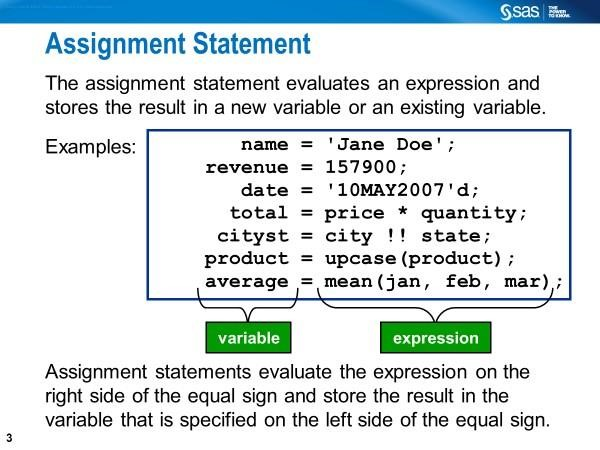 sas THE POWER TO KNOW.
Assignment Statement
The assignment statement evaluates an expression and
stores the result in a new variable or an existing variable.
Examples:
name = 'Jane Doe';
revenue = 157900;
date = '10MAY2007'd;
total = price * quantity;
cityst = city !! state;
product = upcase(product);
average = mean(jan, feb, mar);
variable expression
Assignment statements evaluate the expression on the
right side of the equal sign and store the result in the
variable that is specified on the left side of the equal sign.
3